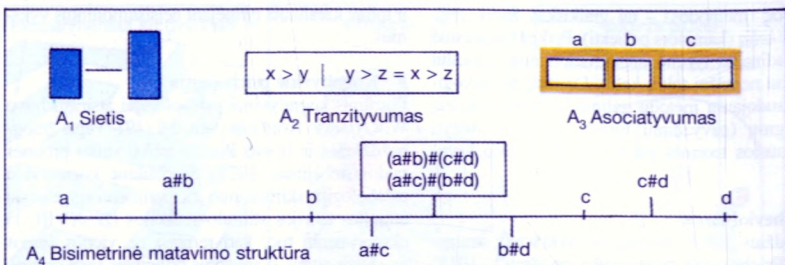 a b c
x > y | y > z = x > z
A₁ Sietis
A₂ Tranzityvumas
A₃ Asociatyvumas
(a#b)#(c#d)
(a#c)#(b#d)
a a#b b c c#d d
a#c b#d
A₄ Bisimetrinė matavimo struktūra